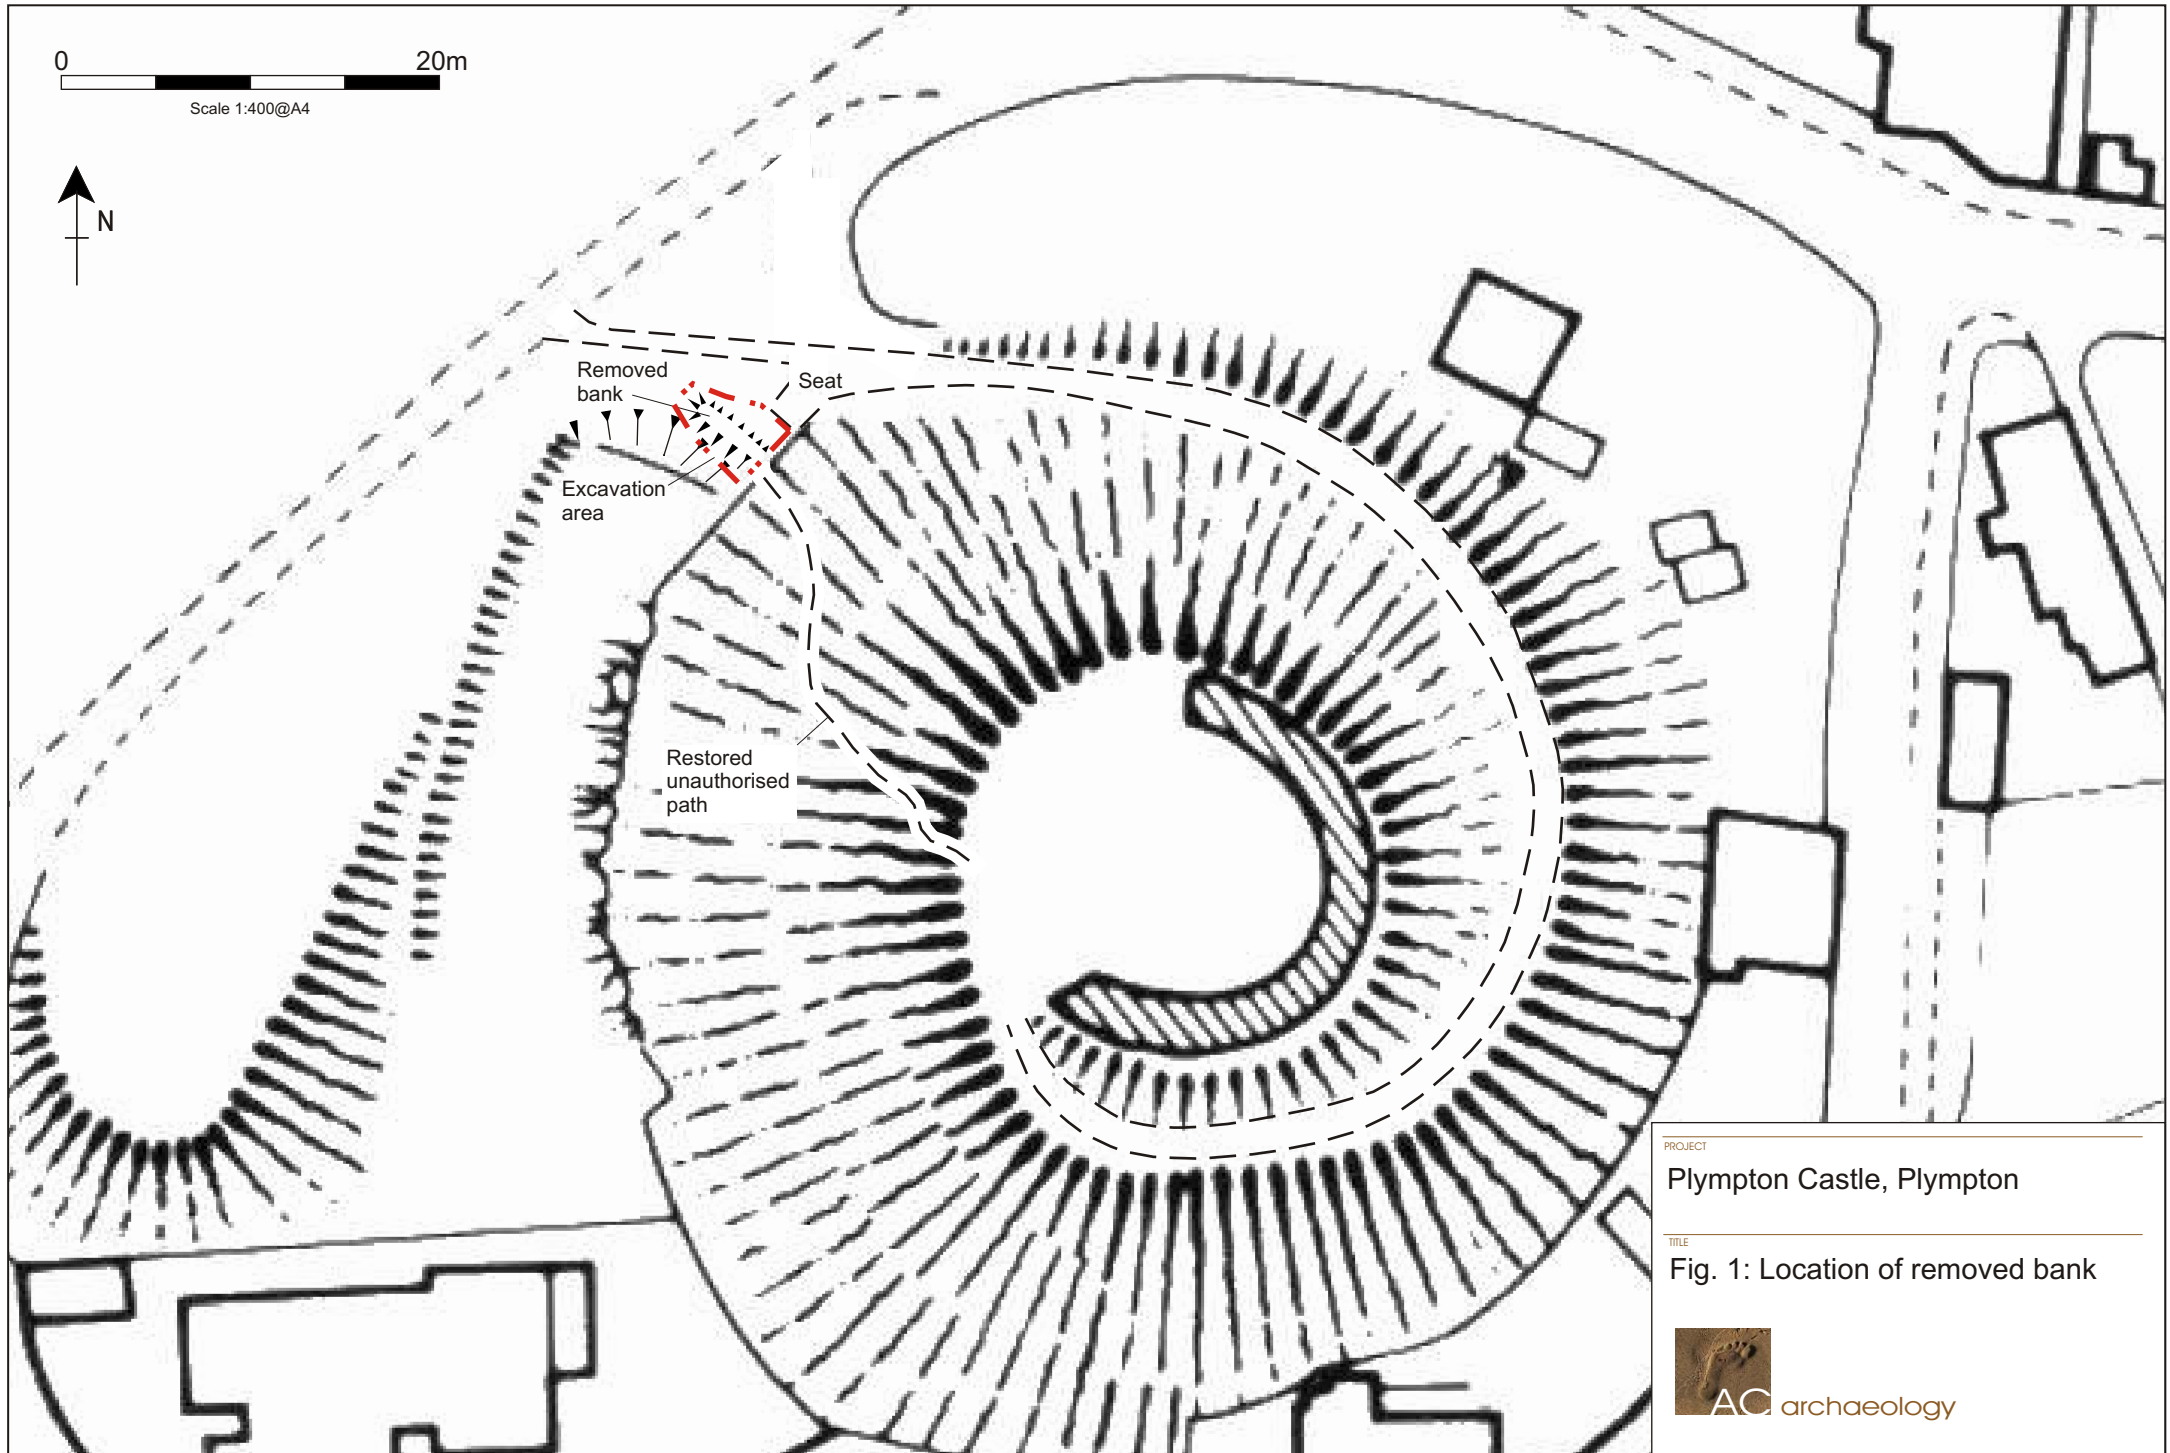 0 20m
Scale 1:400@A4
N
Removed
bank
Seat
Excavation
area
Restored
unauthorised
path
PROJECT
Plympton Castle, Plympton
TITLE
Fig. 1: Location of removed bank
AC archaeology